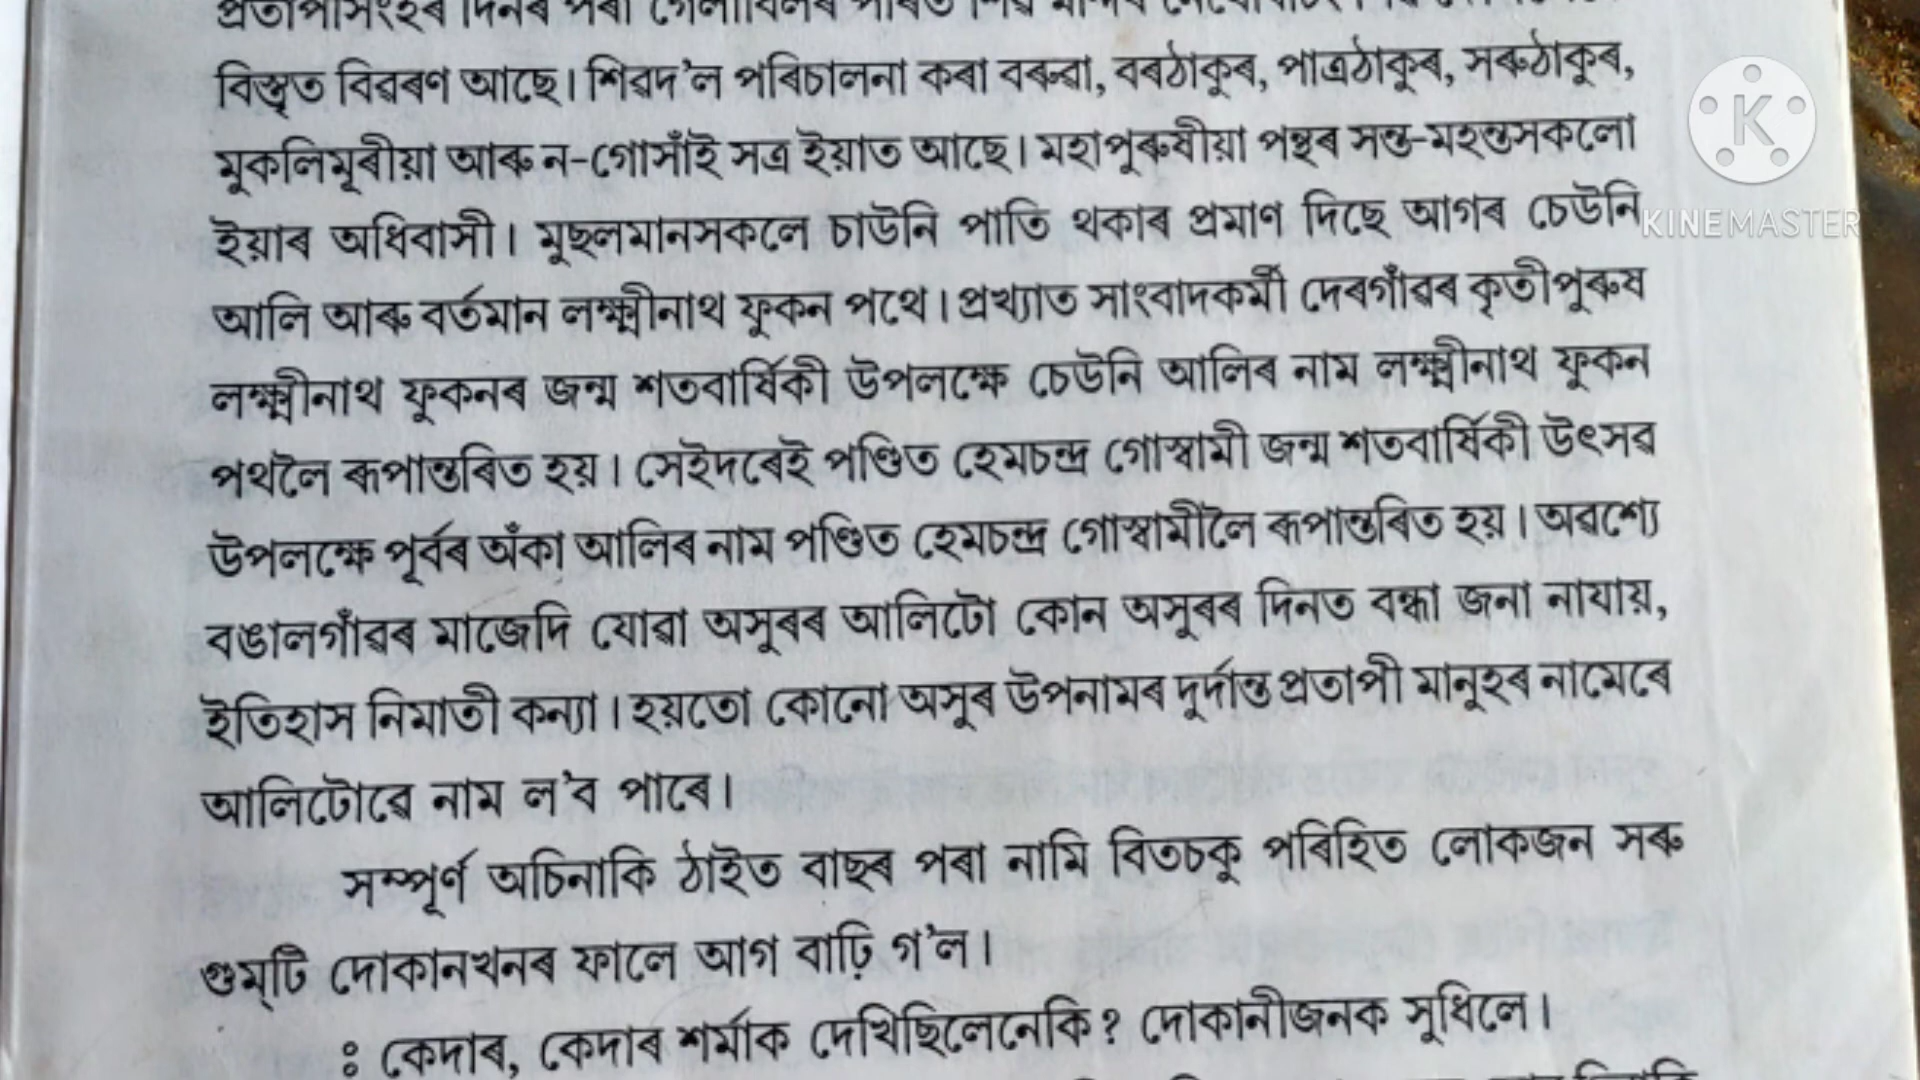 প্ৰতাপসিংহৰ দিনৰ পৰা
বিস্তৃত বিৱৰণ আছে। শিৱদ'ল পৰিচালনা কৰা বৰুৱা, বৰঠাকুৰ, পাত্ৰঠাকুৰ, সৰুঠাকুৰ,
মুকলিমূৰীয়া আৰু ন-গোসাঁই সত্ৰ ইয়াত আছে। মহাপুৰুষীয়া পন্থৰ সন্ত-মহন্তসকলো
ইয়াৰ অধিবাসী। মুছলমানসকলে চাউনি পাতি থকাৰ প্ৰমাণ দিছে আগৰ চেউনি
আলি আৰু বৰ্তমান লক্ষ্মীনাথ ফুকন পথে। প্ৰখ্যাত সাংবাদকৰ্মী দেৰগাঁৱৰ কৃতীপুৰুষ
লক্ষ্মীনাথ ফুকনৰ জন্ম শতবাৰ্ষিকী উপলক্ষে চেউনি আলিৰ নাম লক্ষ্মীনাথ ফুকন
পথলৈ ৰূপান্তৰিত হয়। সেইদৰেই পণ্ডিত হেমচন্দ্ৰ গোস্বামী জন্ম শতবাৰ্ষিকী উৎসৱ
উপলক্ষে পূৰ্বৰ অঁকা আলিৰ নাম পণ্ডিত হেমচন্দ্ৰ গোস্বামীলৈ ৰূপান্তৰিত হয়। অৱশ্যে
বঙালগাঁৱৰ মাজেদি যোৱা অসুৰৰ আলিটো কোন অসুৰৰ দিনত বন্ধা জনা নাযায়,
ইতিহাস নিমাতী কন্যা। হয়তো কোনো অসুৰ উপনামৰ দুৰ্দান্ত প্ৰতাপী মানুহৰ নামেৰে
আলিটোৱে নাম ল'ব পাৰে।
সম্পূৰ্ণ অচিনাকি ঠাইত বাছৰ পৰা নামি বিতচকু পৰিহিত লোকজন সৰু
গুম্‌টি দোকানখনৰ ফালে আগ বাঢ়ি গ'ল।
ঃ কেদাৰ, কেদাৰ শৰ্মাক দেখিছিলেনেকি? দোকানীজনক সুধিলে।
K
KINEMASTER